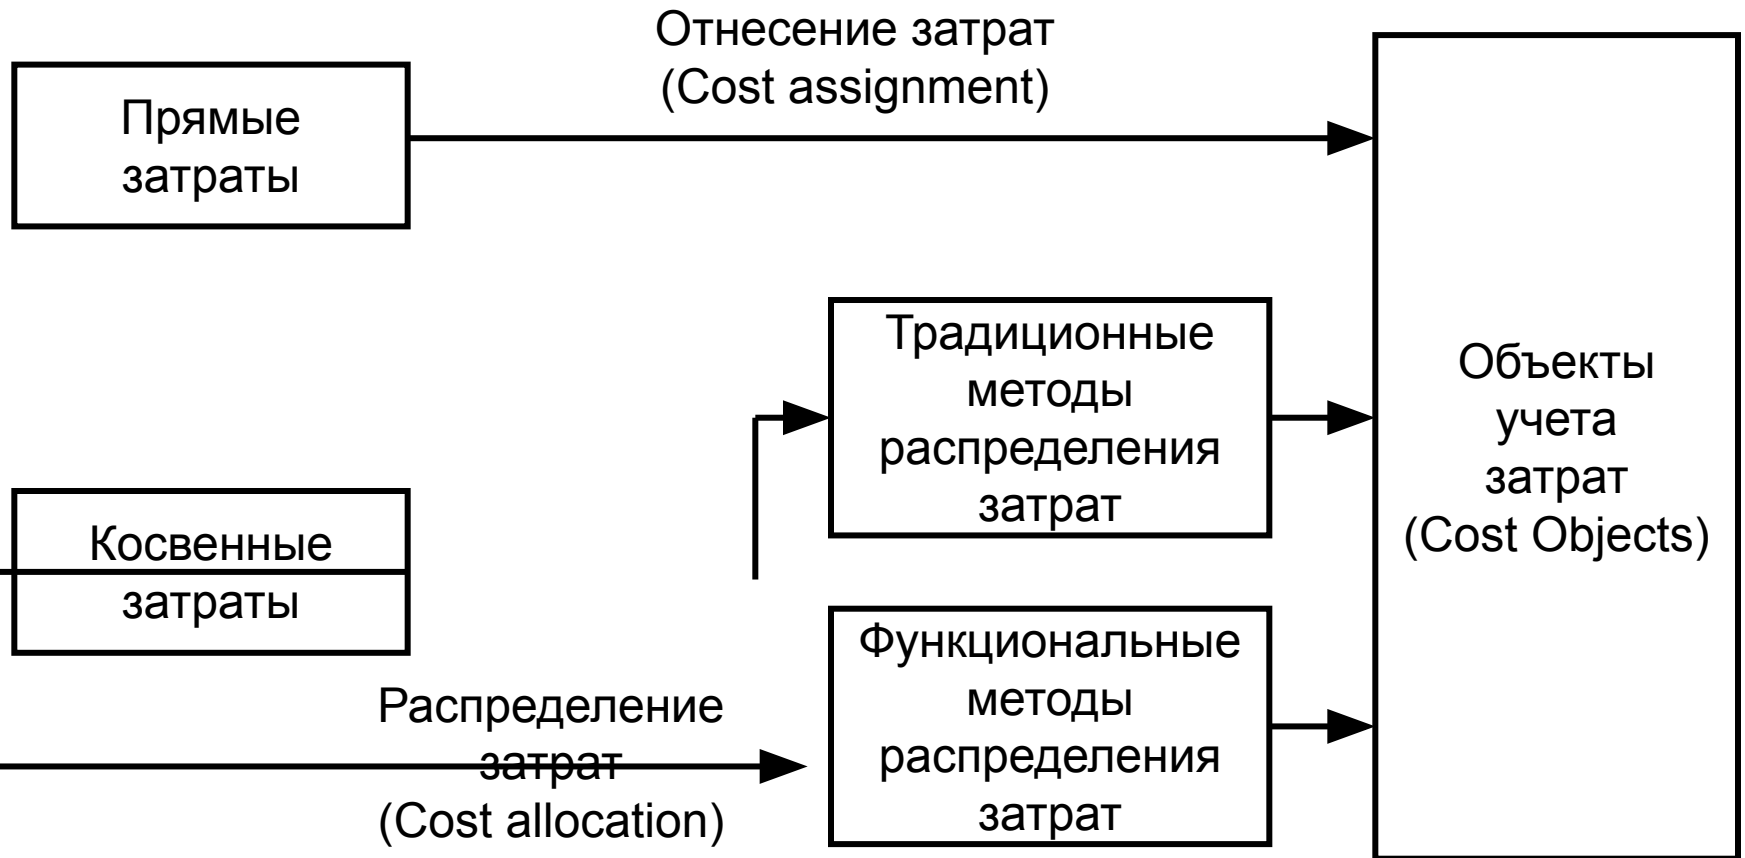 Отнесение затрат
(Cost assignment)
Прямые
затраты
Традиционные
методы
распределения
затрат
Объекты
учета
затрат
(Cost Objects)
Косвенные
затраты
Функциональные
методы
распределения
затрат
Распределение
затрат
(Cost allocation)